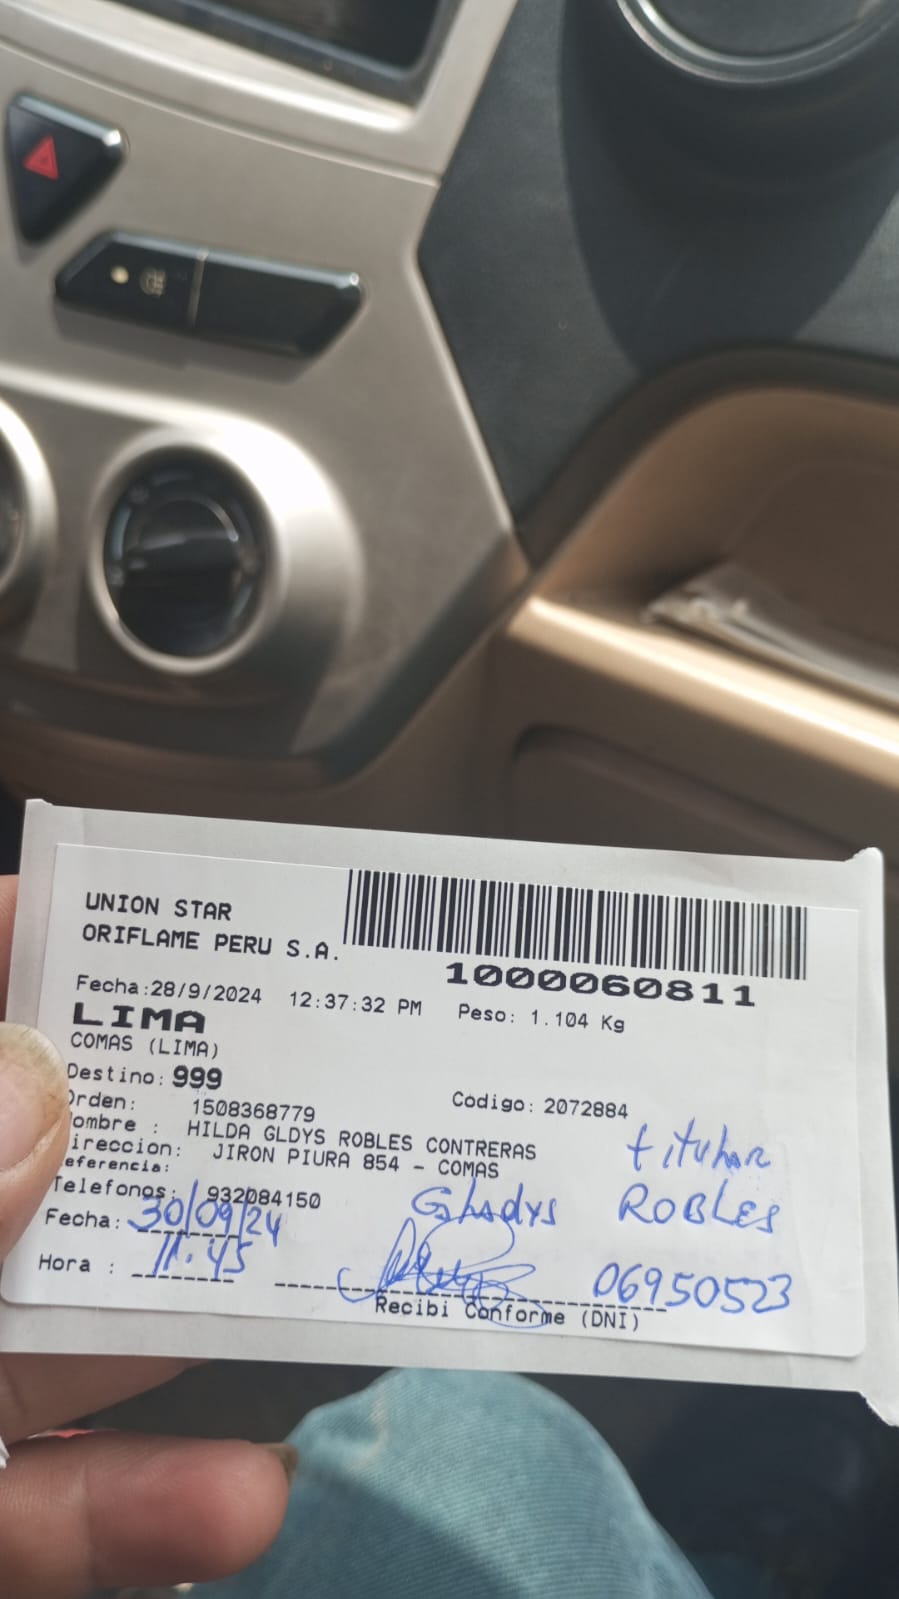 UNION STAR
ORIFLAME PERU S.A.
1000060811
Fecha:28/9/2024 12:37:32 PM Peso: 1.104 Kg
LIMA
COMAS (LIMA)
Destino: 999
Orden: 1508368779 Codigo: 2072884
ombre : HILDA GLDYS ROBLES CONTRERAS
ireccion: JIRON PIURA 854 - COMAS
eferencia:
titular
Telefonos: 932084150
Gladys ROBLES
Fecha: 30/09/24
Hora : 11:45
06950523
Recibi Conforme (DNI)